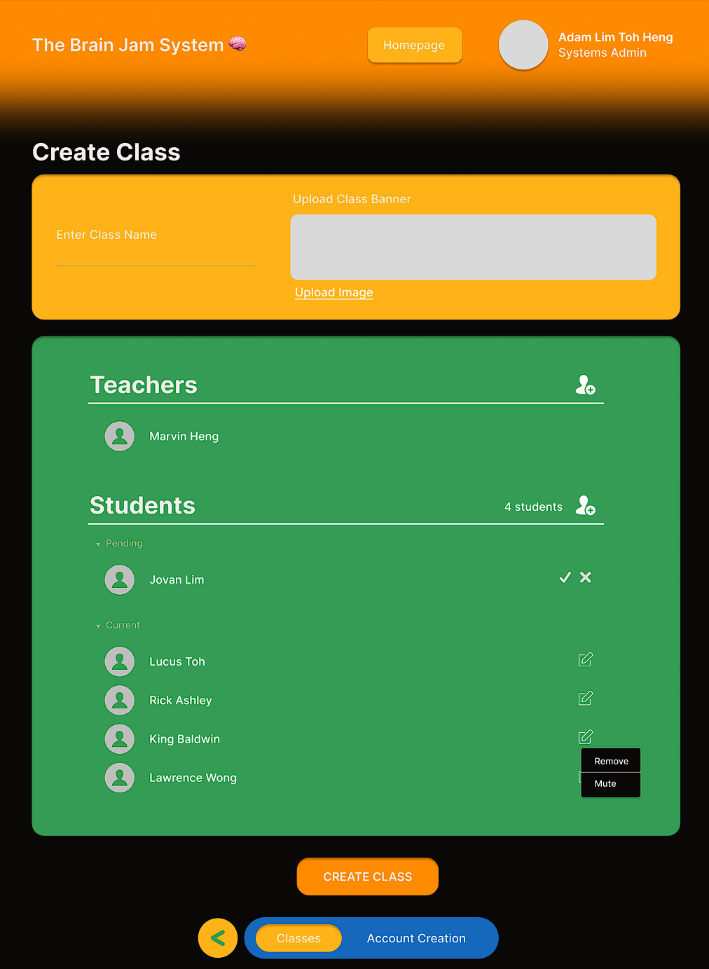 The Brain Jam System 🧠
Homepage
Adam Lim Toh Heng
Systems Admin
Create Class
Upload Class Banner
Enter Class Name
Upload Image
Teachers
Marvin Heng
Students
4 students
Pending
Jovan Lim
Current
Lucus Toh
Rick Ashley
King Baldwin
Remove
Lawrence Wong
Mute
CREATE CLASS
<
Classes
Account Creation